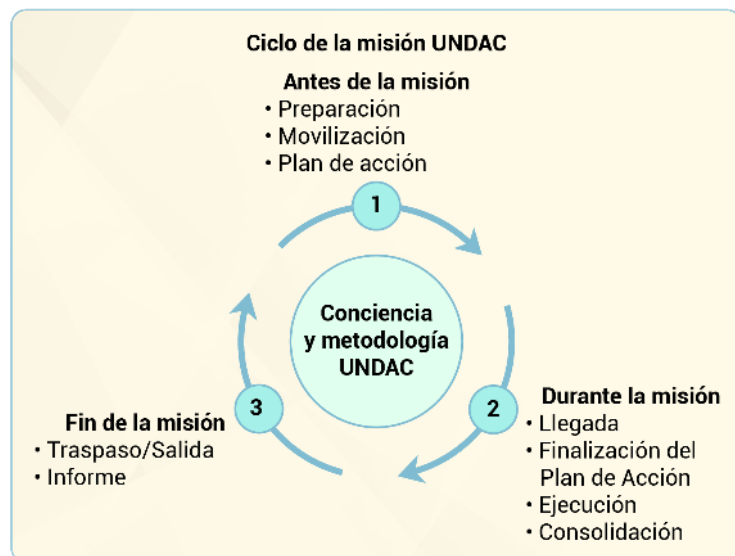 Ciclo de la misión UNDAC
Antes de la misión
• Preparación
• Movilización
• Plan de acción
1
Conciencia
y metodología
UNDAC
2
Durante la misión
• Llegada
• Finalización del
Plan de Acción
• Ejecución
• Consolidación
3
Fin de la misión
• Traspaso/Salida
• Informe